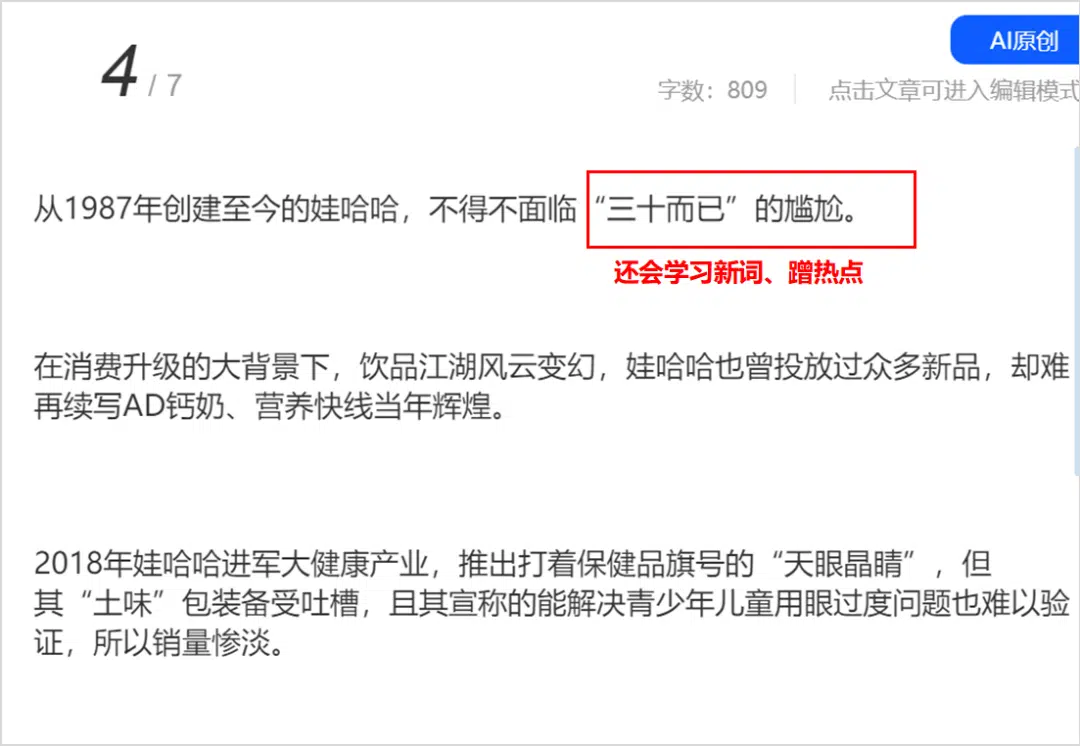 AI原创
4 / 7
字数：809
点击文章可进入编辑模式
从1987年创建至今的娃哈哈，不得不面临“三十而已”的尴尬。
还会学习新词、蹭热点
在消费升级的大背景下，饮品江湖风云变幻，娃哈哈也曾投放过众多新品，却难
再续写AD钙奶、营养快线当年辉煌。
2018年娃哈哈进军大健康产业，推出打着保健品旗号的“天眼晶睛”，但
其“土味”包装备受吐槽，且其宣称的能解决青少年儿童用眼过度问题也难以验
证，所以销量惨淡。